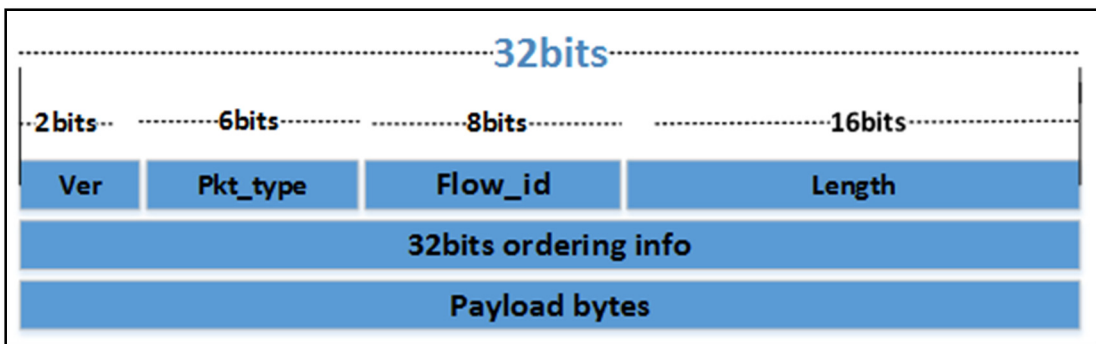 32bits
2bits 6bits 8bits 16bits
Ver Pkt_type Flow_id Length
32bits ordering info
Payload bytes